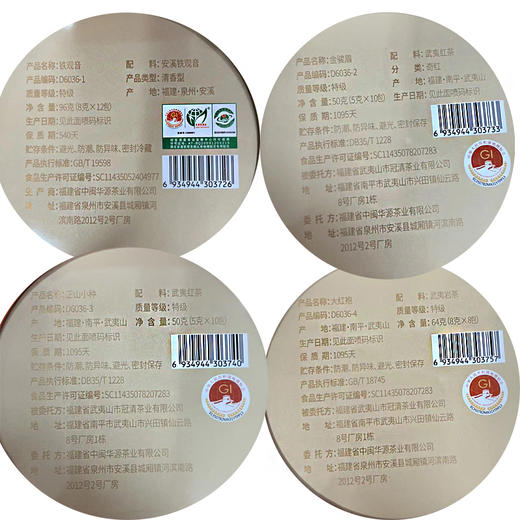 产品名称:铁观音
配 料:安溪铁观音
产品编码:D6036-1
产品类型:清香型
质量等级:特级
产 地:福建·泉州·安溪
净 含 量:96克(8克×12包)
生产日期:见此面喷码标识
保 质 期:540天
贮存条件:防潮、防异味、避光、密封冷藏
产品执行标准:GB/T 19598
食品生产许可证编号:SC11435052404977
生 产 商:福建省中闽华源茶业有限公司
地 址:福建省泉州市安溪县城厢镇河
滨南路2012号2号厂房
6 934944 303726
产品名称:金骏眉
配 料:武夷红茶
产品编码:D6036-2
分 类:奇红
质量等级:特级
产 地:福建·南平·武夷山
净 含 量:50克(5克×10包)
生产日期:见此面喷码标识
保 质 期:1095天
贮存条件:防潮、防异味、避光、密封保存
产品执行标准:DB35/T 1228
食品生产许可证编号:SC11435078207283
被委托方:福建省武夷山市冠清茶业有限公司
地 址:福建省南平市武夷山市兴田镇仙云路
8号厂房1栋
委 托 方:福建省中闽华源茶业有限公司
地 址:福建省泉州市安溪县城厢镇河滨南路
2012号2号厂房
6 934944 303733
GI
产品名称:正山小种
配 料:武夷红茶
产品编码:D6036-3
质量等级:特级
产 地:福建·南平·武夷山
净 含 量:50克(5克×10包)
生产日期:见此面喷码标识
保 质 期:1095天
贮存条件:防潮、防异味、避光、密封保存
产品执行标准:DB35/T 1228
食品生产许可证编号:SC11435078207283
被委托方:福建省武夷山市冠清茶业有限公司
地 址:福建省南平市武夷山市兴田镇仙云路
8号厂房1栋
委 托 方:福建省中闽华源茶业有限公司
地 址:福建省泉州市安溪县城厢镇河滨南路
2012号2号厂房
6 934944 303740
GI
产品名称:大红袍
配 料:武夷岩茶
产品编码:D6036-4
质量等级:特级
产 地:福建·南平·武夷山
净 含 量:64克(8克×8包)
生产日期:见此面喷码标识
保 质 期:1095天
贮存条件:防潮、防异味、避光、密封保存
产品执行标准:GB/T 18745
食品生产许可证编号:SC11435078207283
被委托方:福建省武夷山市冠清茶业有限公司
地 址:福建省南平市武夷山市兴田镇仙云路
8号厂房1栋
委 托 方:福建省中闽华源茶业有限公司
地 址:福建省泉州市安溪县城厢镇河滨南路
2012号2号厂房
6 934944 303757
GI